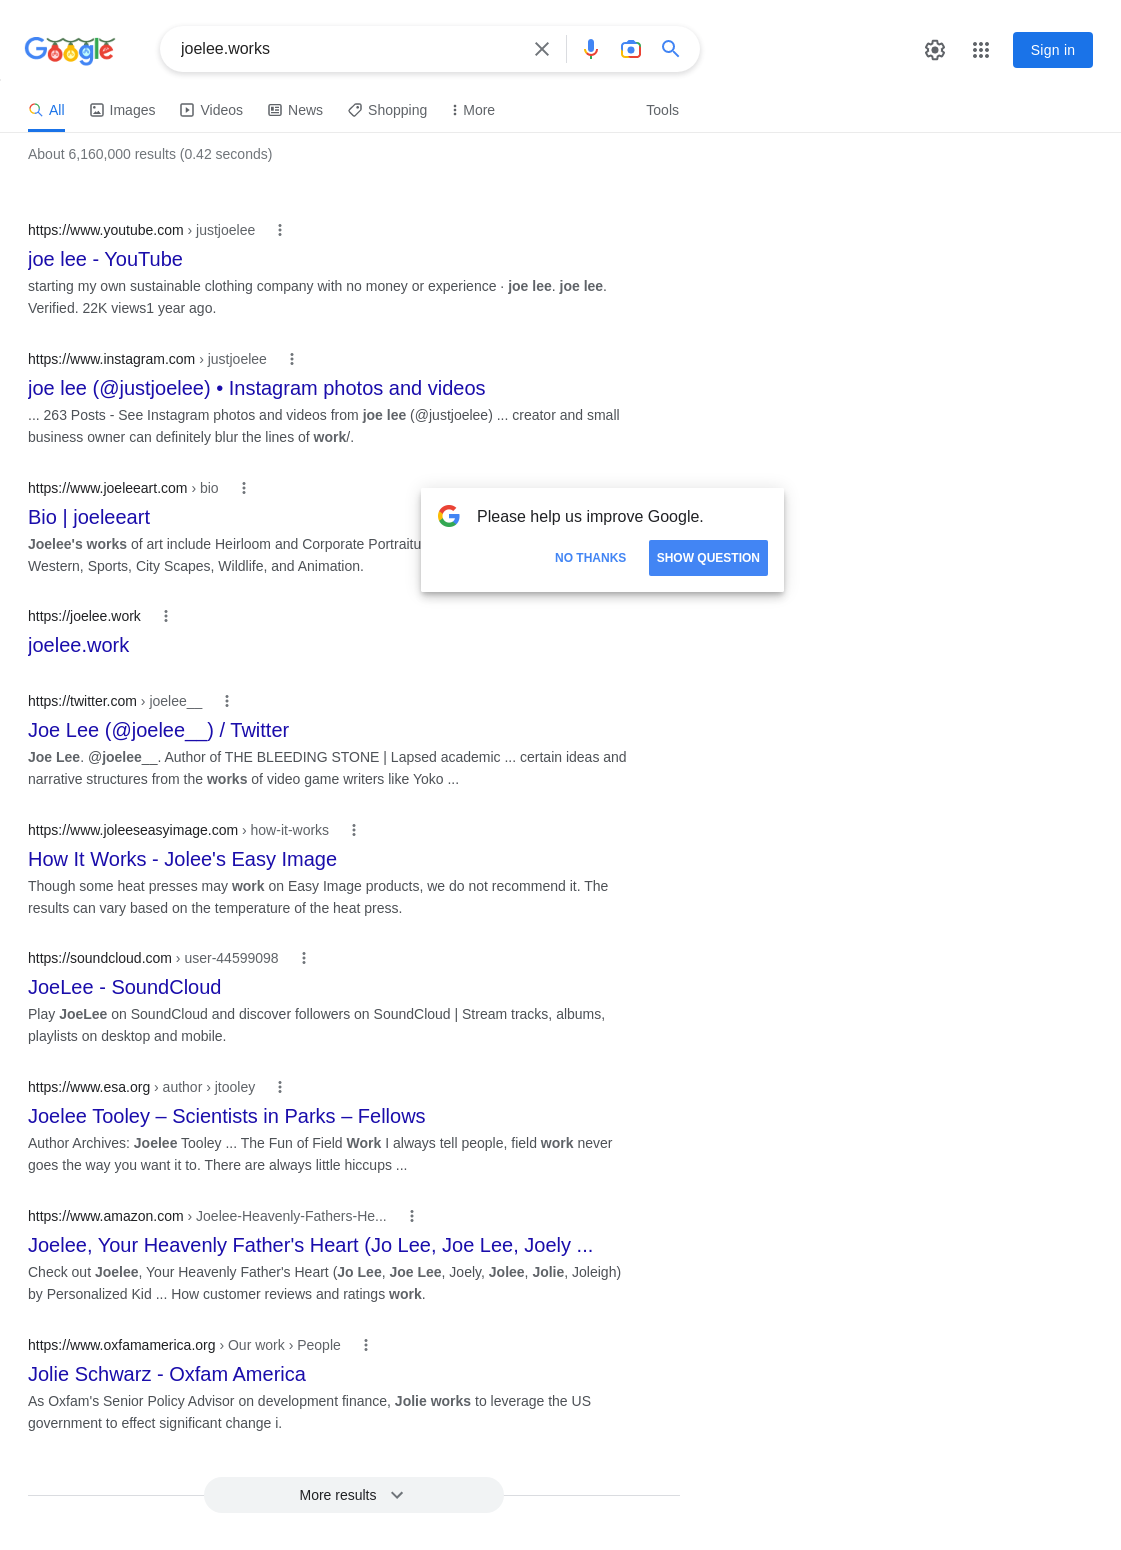 Google
joelee.works
Sign in
All
Images
Videos
News
Shopping
More
Tools
About 6,160,000 results (0.42 seconds)
https://www.youtube.com › justjoelee
joe lee - YouTube
starting my own sustainable clothing company with no money or experience · joe lee. joe lee.
Verified. 22K views1 year ago.
https://www.instagram.com › justjoelee
joe lee (@justjoelee) • Instagram photos and videos
... 263 Posts - See Instagram photos and videos from joe lee (@justjoelee) ... creator and small
business owner can definitely blur the lines of work/.
https://www.joeleeart.com › bio
Bio | joeleeart
Joelee's works of art include Heirloom and Corporate Portraitu
Western, Sports, City Scapes, Wildlife, and Animation.
Please help us improve Google.
NO THANKS
SHOW QUESTION
https://joelee.work
joelee.work
https://twitter.com › joelee__
Joe Lee (@joelee__) / Twitter
Joe Lee. @joelee__. Author of THE BLEEDING STONE | Lapsed academic ... certain ideas and
narrative structures from the works of video game writers like Yoko ...
https://www.joleeseasyimage.com › how-it-works
How It Works - Jolee's Easy Image
Though some heat presses may work on Easy Image products, we do not recommend it. The
results can vary based on the temperature of the heat press.
https://soundcloud.com › user-44599098
JoeLee - SoundCloud
Play JoeLee on SoundCloud and discover followers on SoundCloud | Stream tracks, albums,
playlists on desktop and mobile.
https://www.esa.org › author › jtooley
Joelee Tooley – Scientists in Parks – Fellows
Author Archives: Joelee Tooley ... The Fun of Field Work I always tell people, field work never
goes the way you want it to. There are always little hiccups ...
https://www.amazon.com › Joelee-Heavenly-Fathers-He...
Joelee, Your Heavenly Father's Heart (Jo Lee, Joe Lee, Joely ...
Check out Joelee, Your Heavenly Father's Heart (Jo Lee, Joe Lee, Joely, Jolee, Jolie, Joleigh)
by Personalized Kid ... How customer reviews and ratings work.
https://www.oxfamamerica.org › Our work › People
Jolie Schwarz - Oxfam America
As Oxfam's Senior Policy Advisor on development finance, Jolie works to leverage the US
government to effect significant change i.
More results